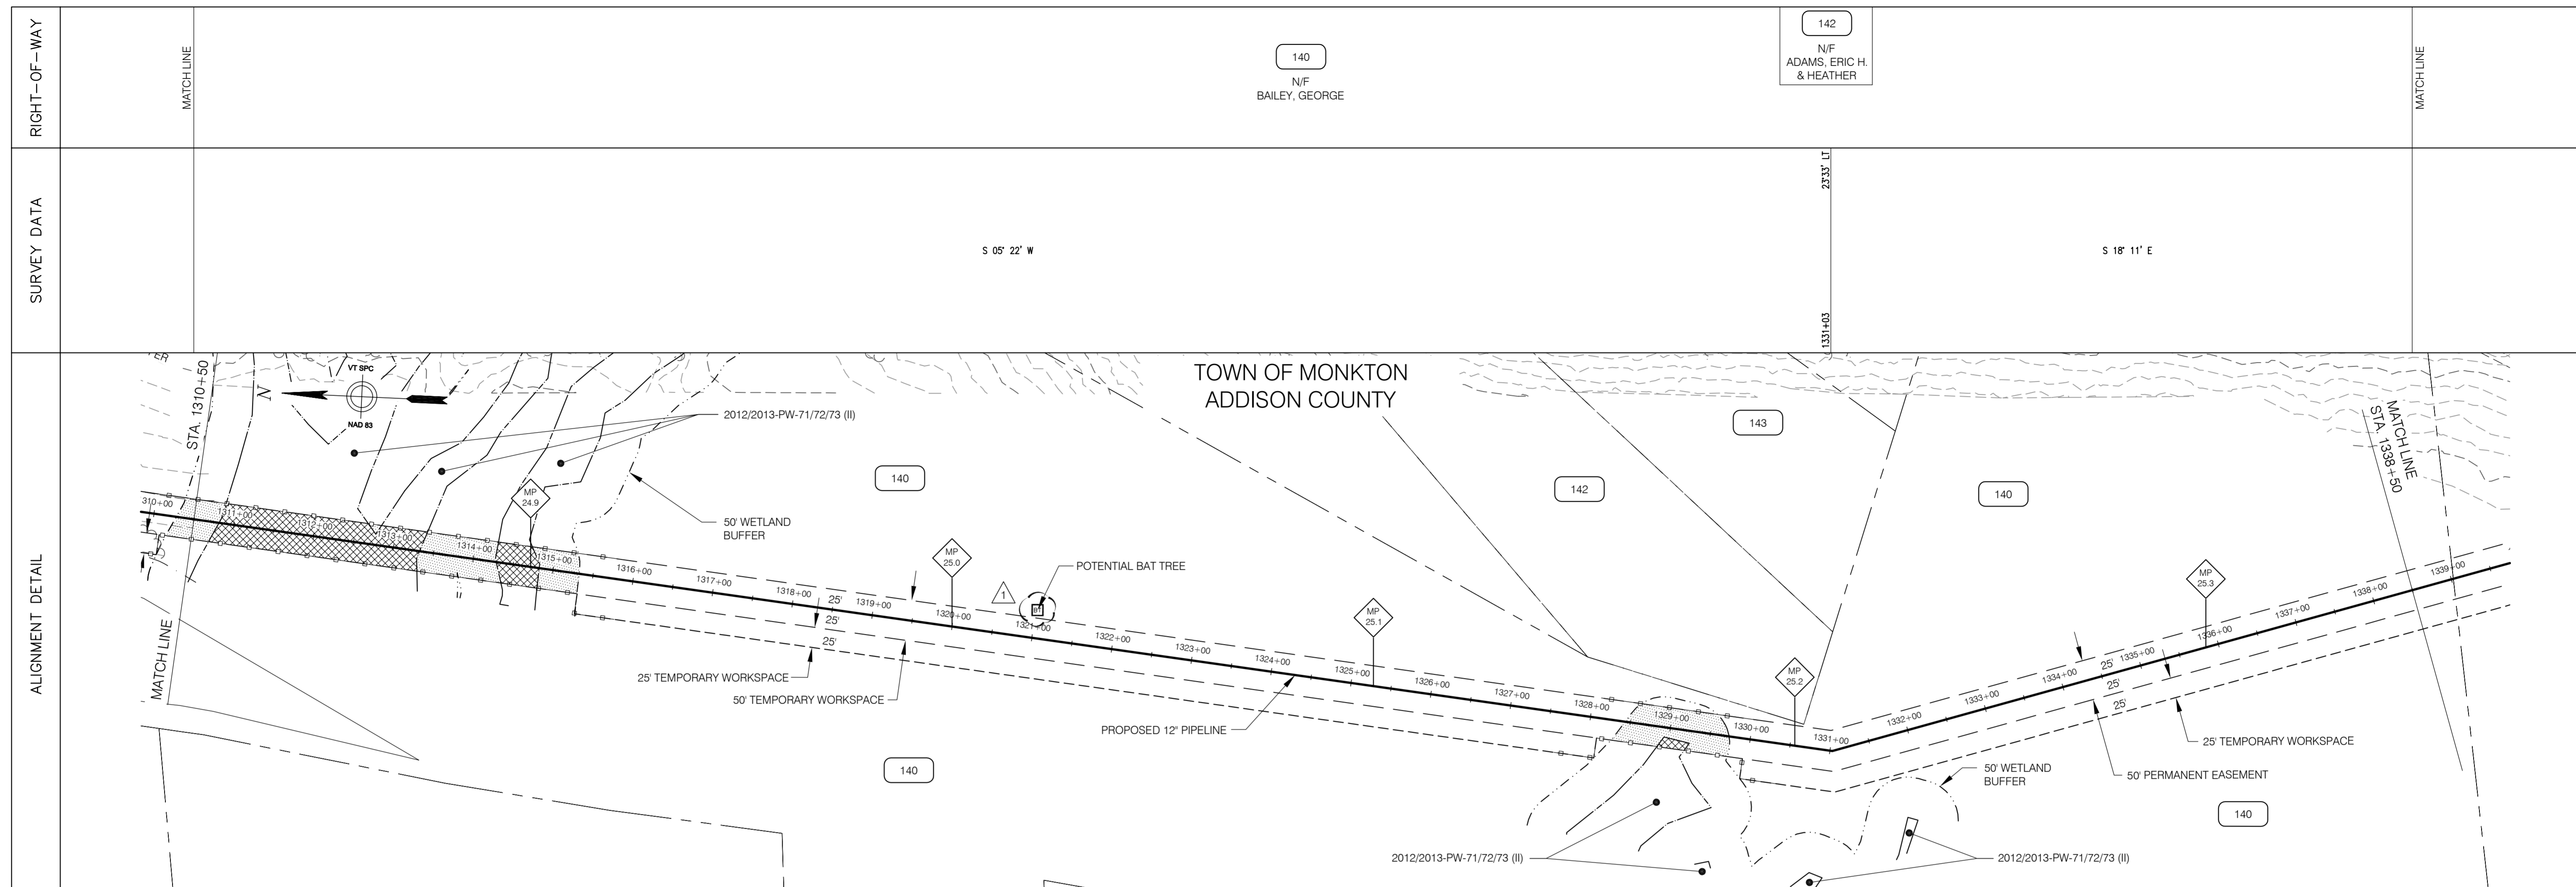 RIGHT-OF-WAY
MATCH LINE
140
N/F
BAILEY, GEORGE
142
N/F
ADAMS, ERIC H.
& HEATHER
MATCH LINE
SURVEY DATA
S 05° 22' W
23°33' LT
1331+03
S 18° 11' E
ALIGNMENT DETAIL
STA. 1310+50
MATCH LINE
VT SPC
N
NAD 83
2012/2013-PW-71/72/73 (II)
TOWN OF MONKTON
ADDISON COUNTY
143
142
140
140
MATCH LINE
STA. 1338+50
50' WETLAND
BUFFER
MP
24.9
MP
25.0
1
BT
POTENTIAL BAT TREE
MP
25.1
MP
25.2
MP
25.3
310+00
1311+00
1312+00
1313+00
1314+00
1315+00
1316+00
1317+00
1318+00
1319+00
1320+00
1321+00
1322+00
1323+00
1324+00
1325+00
1326+00
1327+00
1328+00
1329+00
1330+00
1331+00
1332+00
1333+00
1334+00
1335+00
1336+00
1337+00
1338+00
1339+00
25'
25'
25'
25'
25'
25'
25' TEMPORARY WORKSPACE
50' TEMPORARY WORKSPACE
PROPOSED 12" PIPELINE
25' TEMPORARY WORKSPACE
50' PERMANENT EASEMENT
50' WETLAND
BUFFER
140
140
2012/2013-PW-71/72/73 (II)
2012/2013-PW-71/72/73 (II)